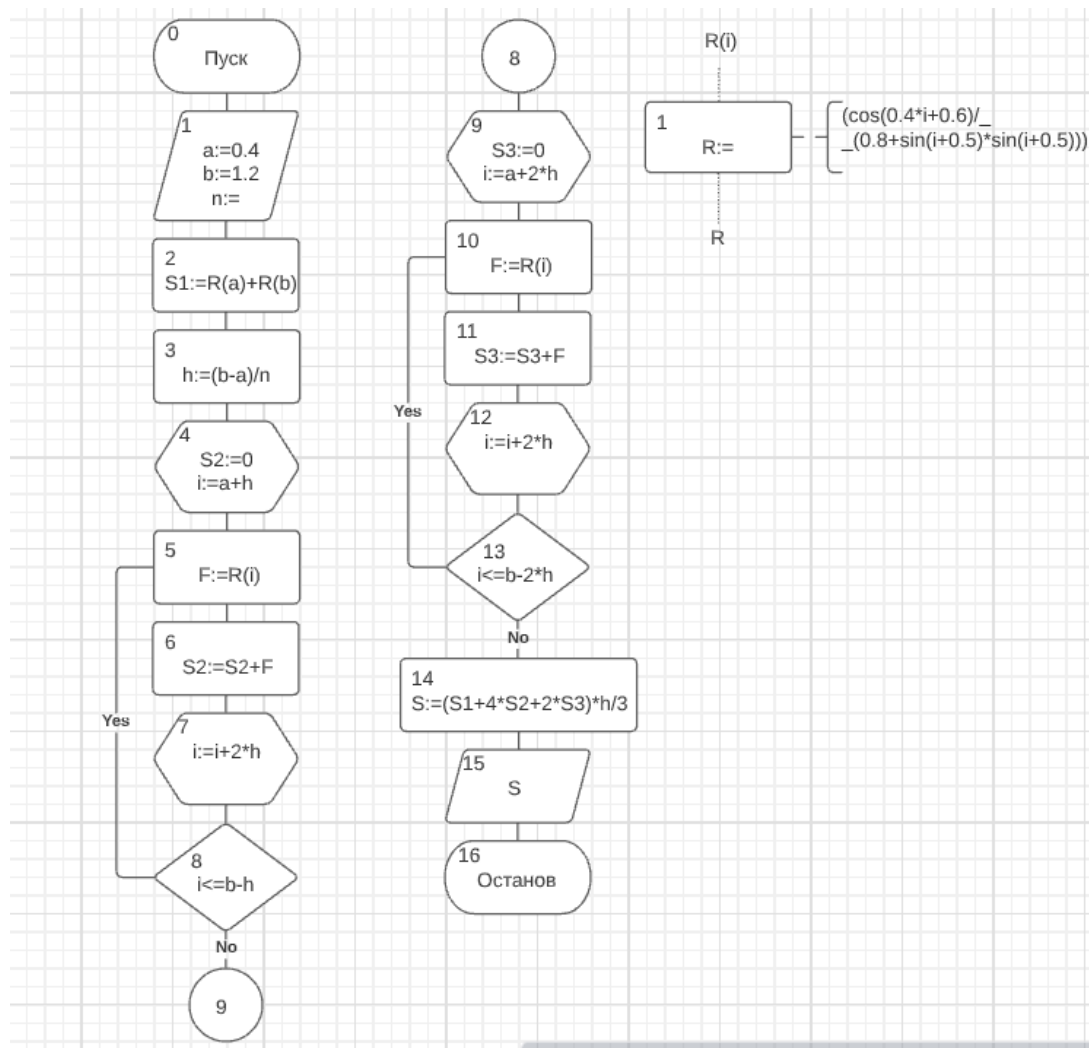 0
Пуск
1
a:=0.4
b:=1.2
n:=
2
S1:=R(a)+R(b)
3
h:=(b-a)/n
4
S2:=0
i:=a+h
5
F:=R(i)
6
S2:=S2+F
7
i:=i+2*h
Yes
8
i<=b-h
No
9
8
9
S3:=0
i:=a+2*h
10
F:=R(i)
11
S3:=S3+F
Yes
12
i:=i+2*h
13
i<=b-2*h
No
14
S:=(S1+4*S2+2*S3)*h/3
15
S
16
Останов
R(i)
1
R:=
(cos(0.4*i+0.6)/_
_(0.8+sin(i+0.5)*sin(i+0.5)))
R